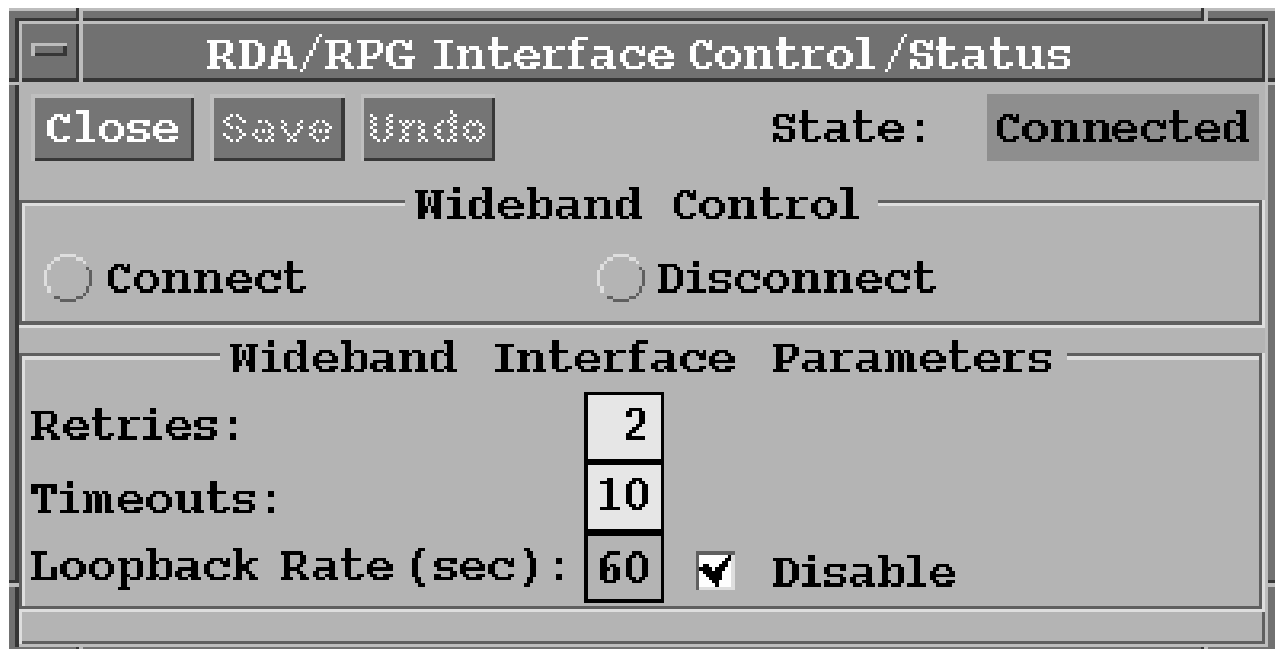 RDA/RPG Interface Control/Status
Close Save Undo State: Connected
Wideband Control
Connect Disconnect
Wideband Interface Parameters
Retries: 2
Timeouts: 10
Loopback Rate (sec): 60 Disable